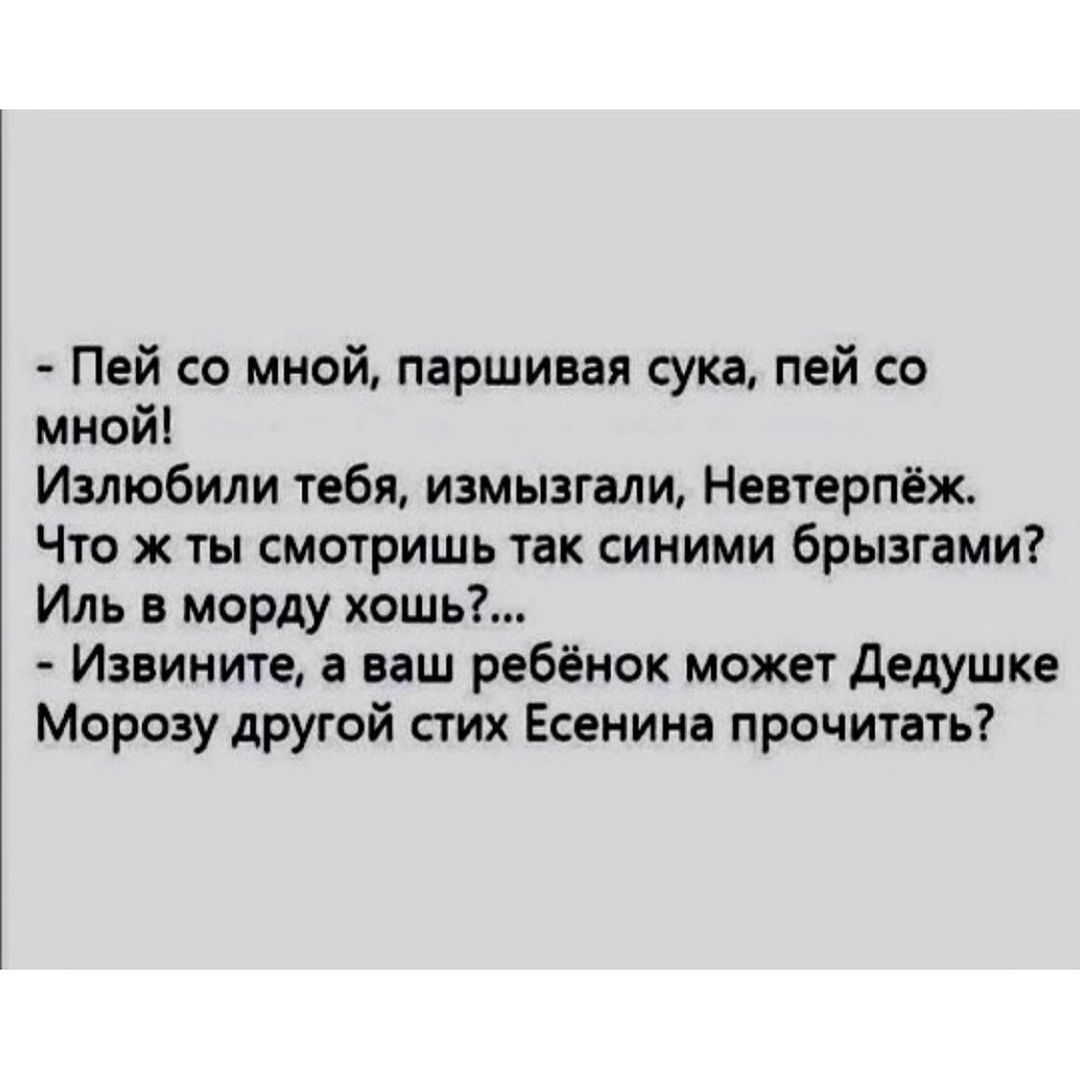 - Пей со мной, паршивая сука, пей со
мной!
Излюбили тебя, измызгали, Невтерпёж.
Что ж ты смотришь так синими брызгами?
Иль в морду хошь?...
- Извините, а ваш ребёнок может Дедушке
Морозу другой стих Есенина прочитать?